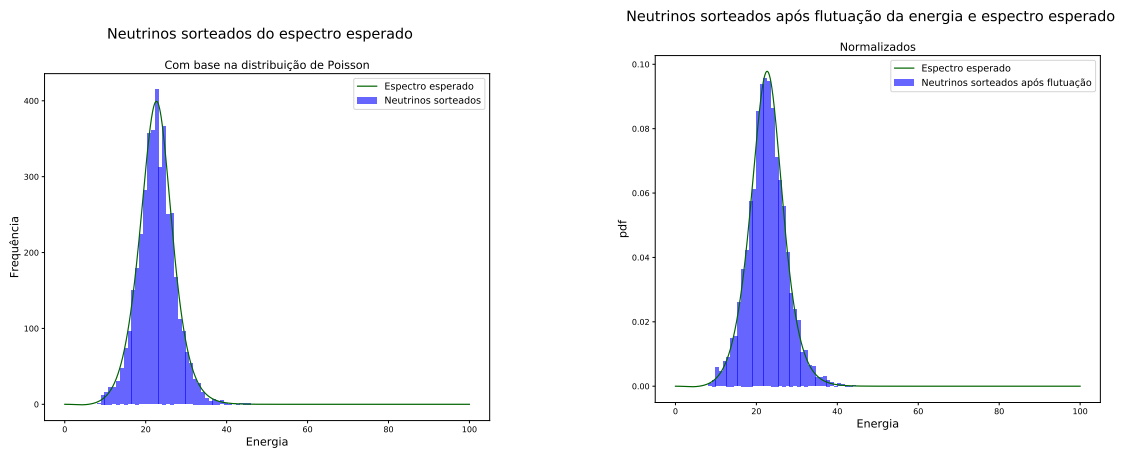 Neutrinos sorteados do espectro esperado
Com base na distribuição de Poisson
Espectro esperado
Neutrinos sorteados
400
300
200
100
0
Frequência
0 20 40 60 80 100
Energia
Neutrinos sorteados após flutuação da energia e espectro esperado
Normalizados
Espectro esperado
Neutrinos sorteados após flutuação
0.10
0.08
0.06
0.04
0.02
0.00
pdf
0 20 40 60 80 100
Energia